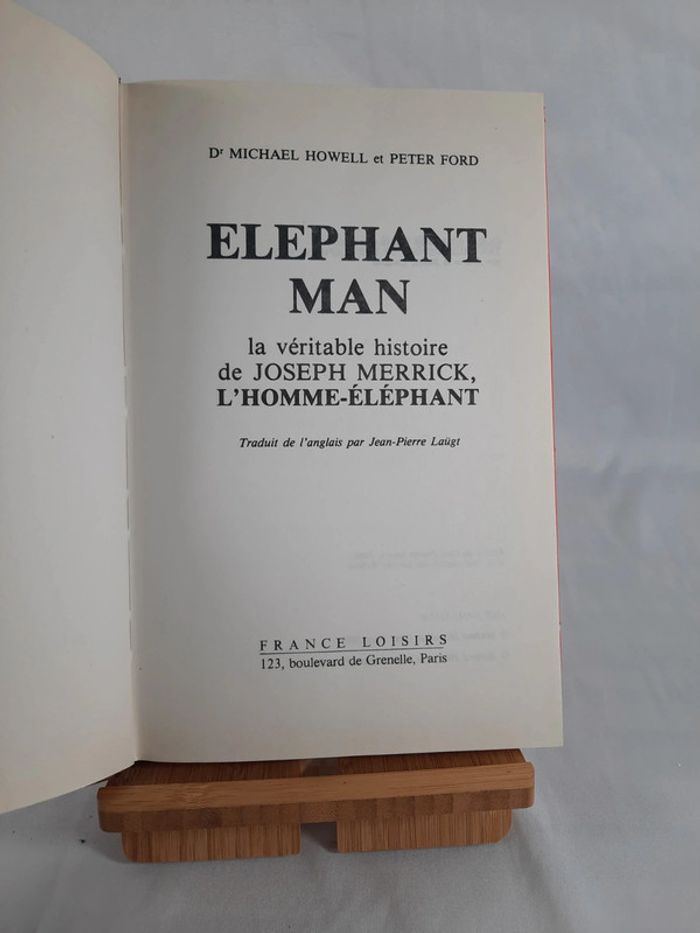 Dr MICHAEL HOWELL et PETER FORD
ELEPHANT
MAN
la véritable histoire
de JOSEPH MERRICK,
L'HOMME-ÉLÉPHANT
Traduit de l'anglais par Jean-Pierre Laügt
FRANCE LOISIRS
123, boulevard de Grenelle, Paris